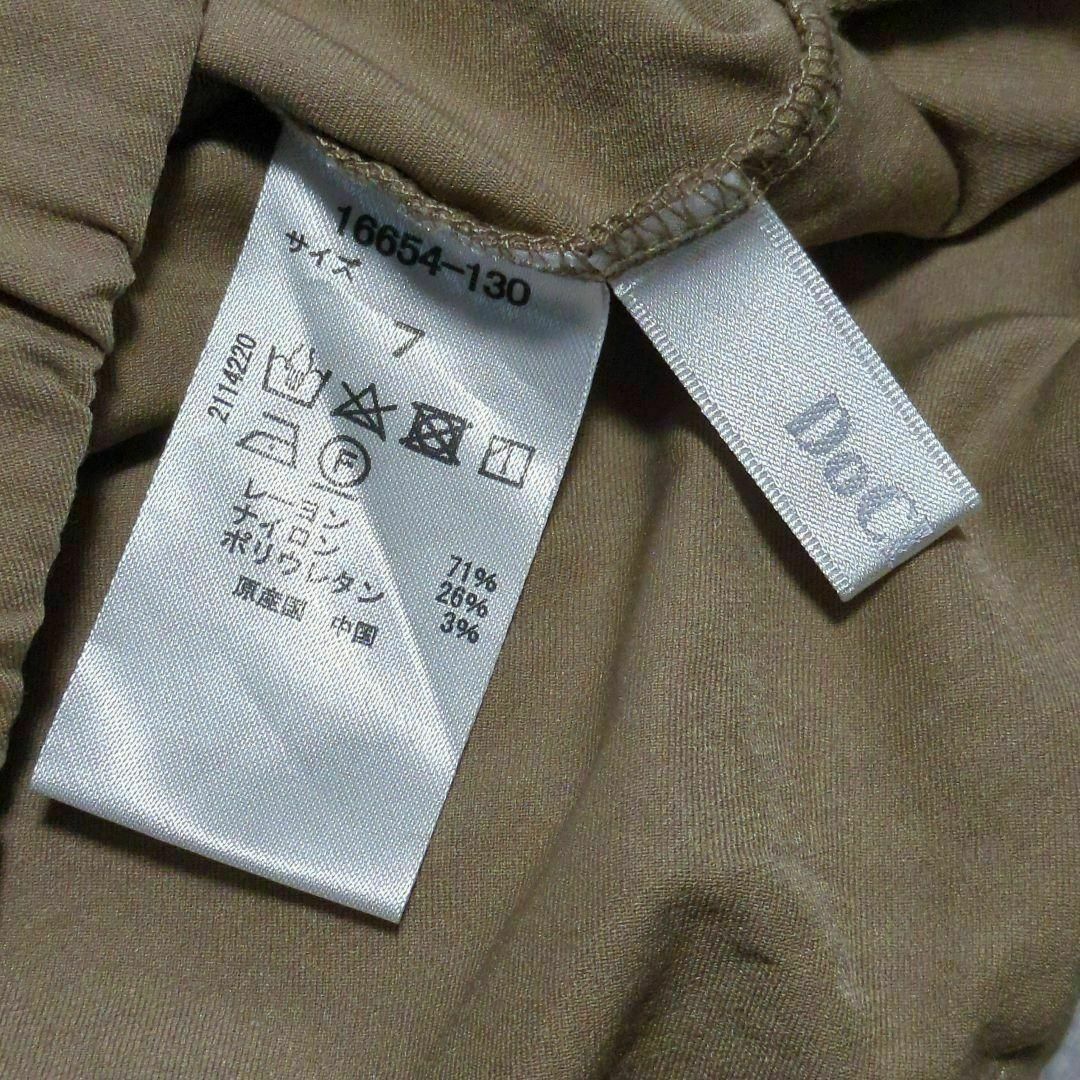 16654-130
サイズ
7
2114220
F
レーヨン 71%
ナイロン 26%
ポリウレタン 3%
原産国 中国
DoC